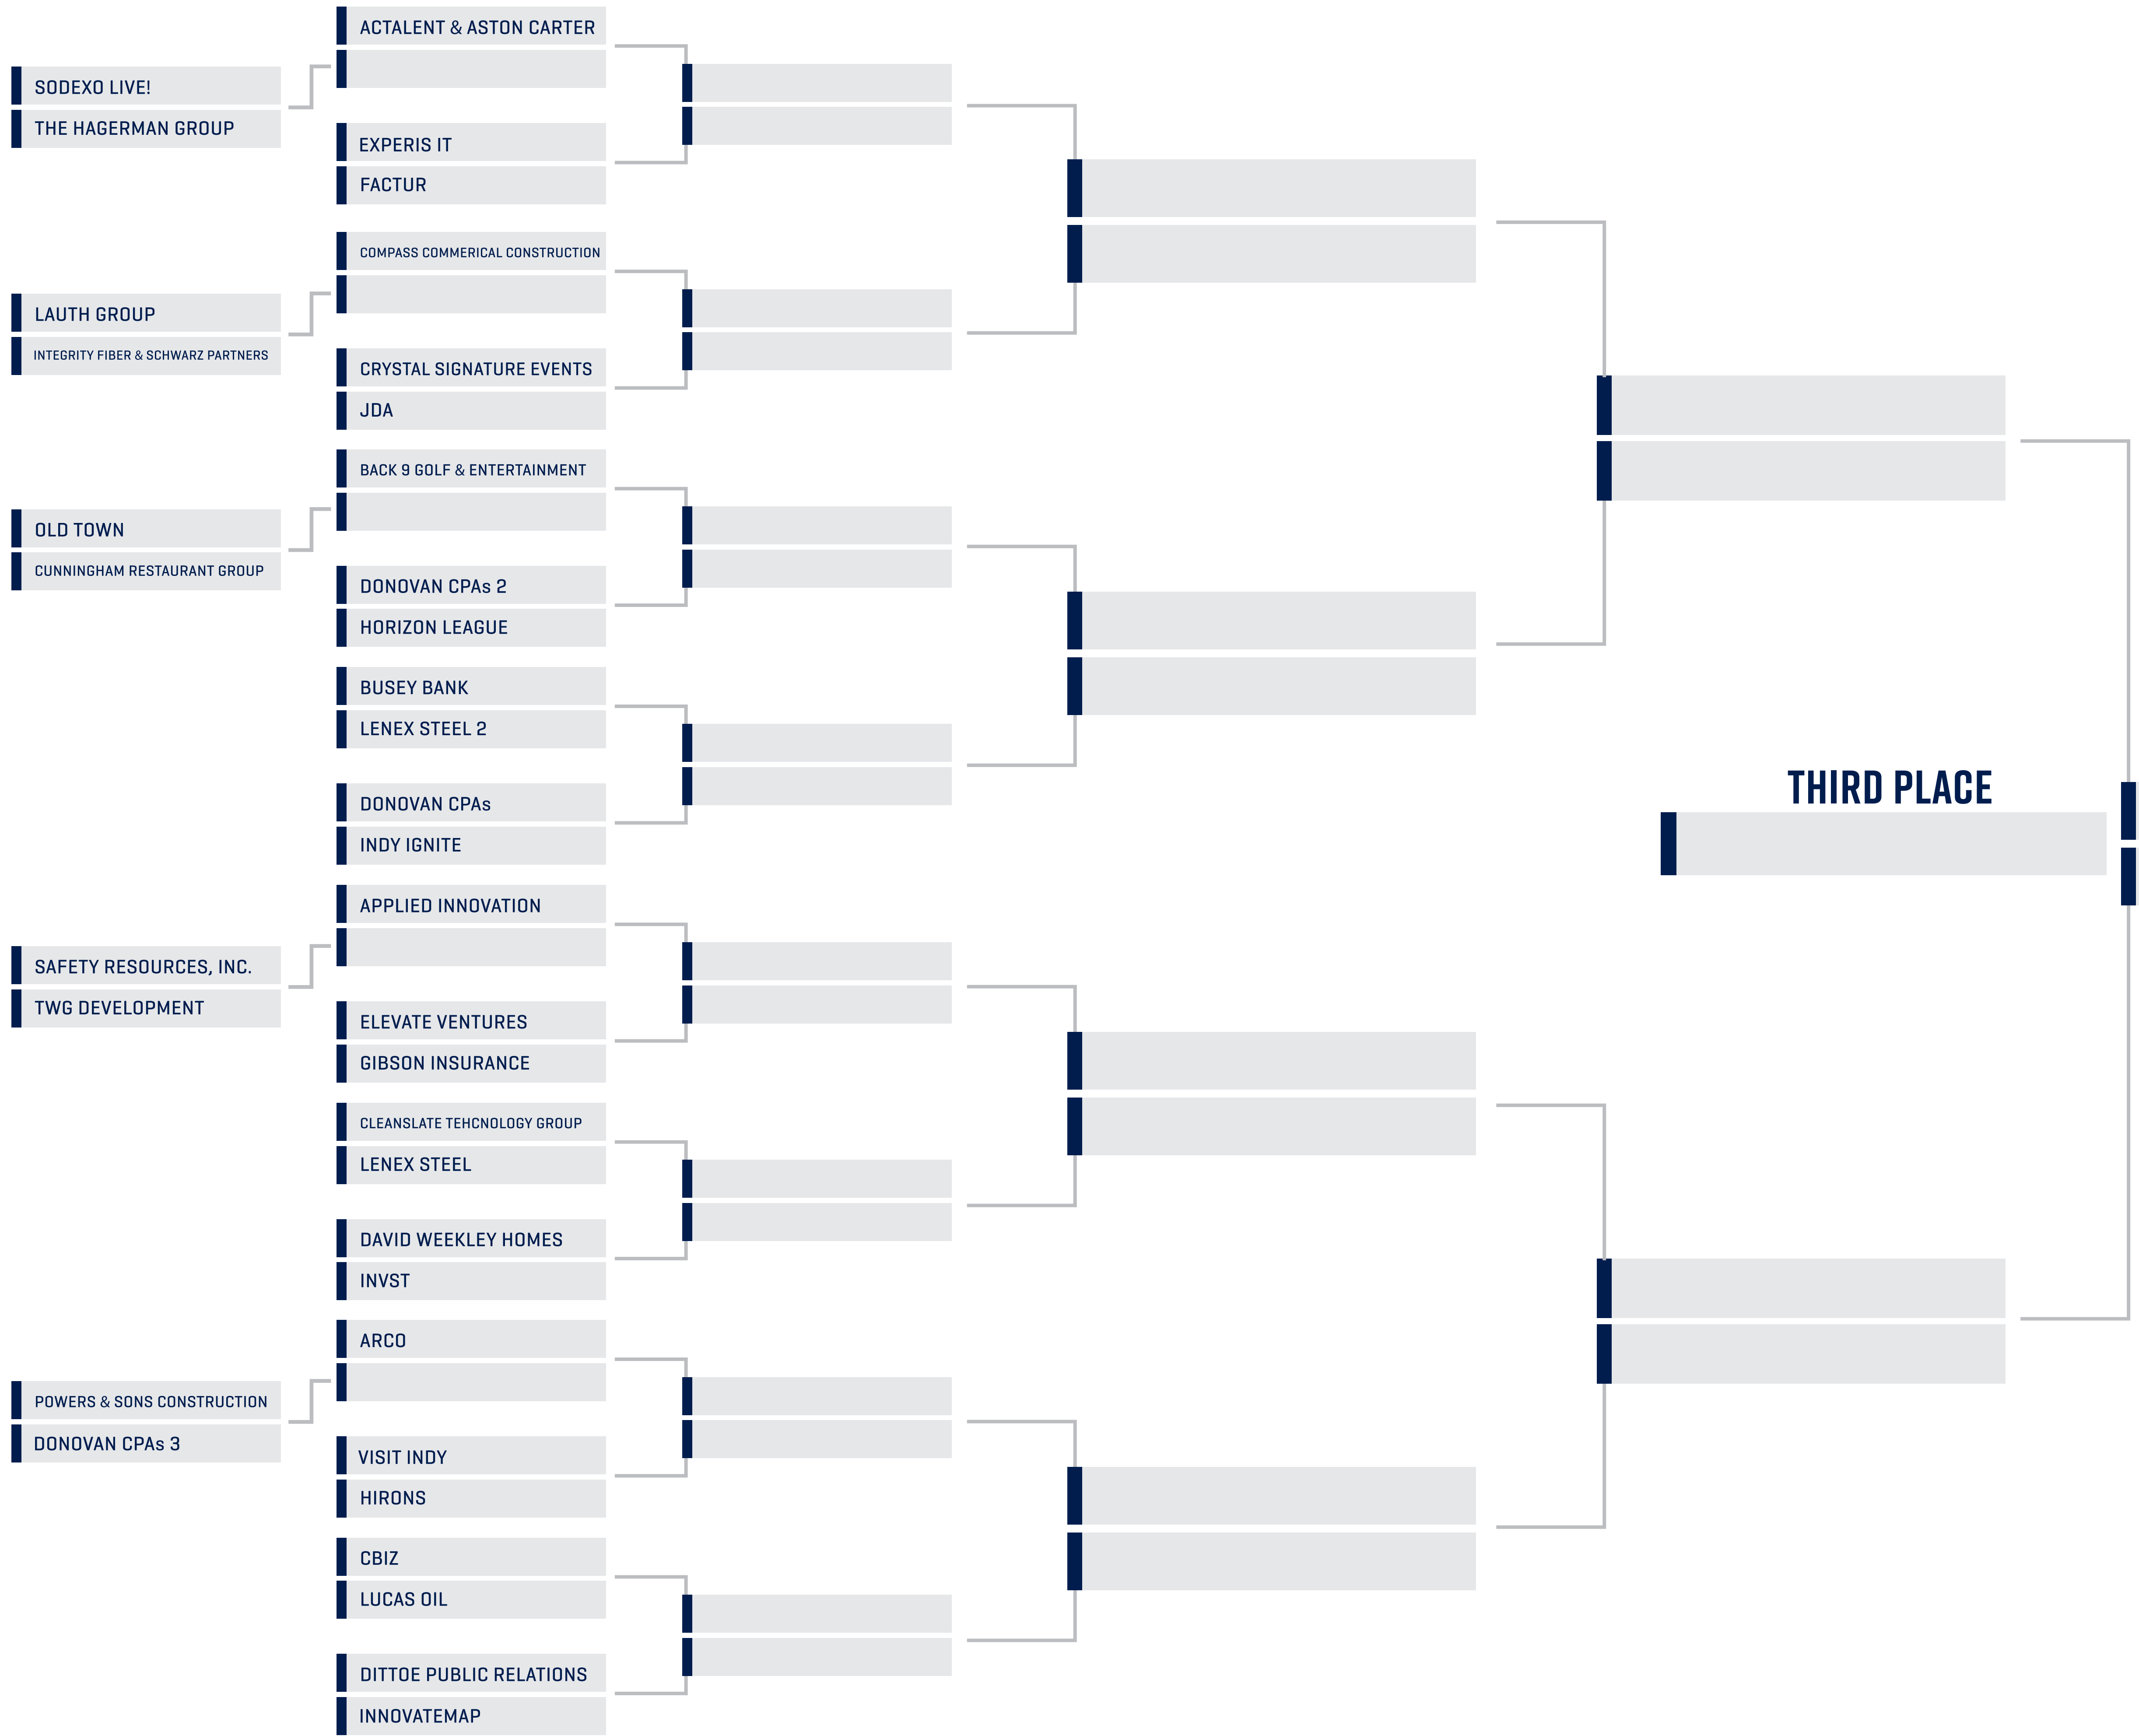 SODEXO LIVE!
THE HAGERMAN GROUP
LAUTH GROUP
INTEGRITY FIBER & SCHWARZ PARTNERS
OLD TOWN
CUNNINGHAM RESTAURANT GROUP
SAFETY RESOURCES, INC.
TWG DEVELOPMENT
POWERS & SONS CONSTRUCTION
DONOVAN CPAs 3
ACTALENT & ASTON CARTER
EXPERIS IT
FACTUR
COMPASS COMMERICAL CONSTRUCTION
CRYSTAL SIGNATURE EVENTS
JDA
BACK 9 GOLF & ENTERTAINMENT
DONOVAN CPAs 2
HORIZON LEAGUE
BUSEY BANK
LENEX STEEL 2
DONOVAN CPAs
INDY IGNITE
APPLIED INNOVATION
ELEVATE VENTURES
GIBSON INSURANCE
CLEANSLATE TEHCNOLOGY GROUP
LENEX STEEL
DAVID WEEKLEY HOMES
INVST
ARCO
VISIT INDY
HIRONS
CBIZ
LUCAS OIL
DITTOE PUBLIC RELATIONS
INNOVATEMAP
THIRD PLACE